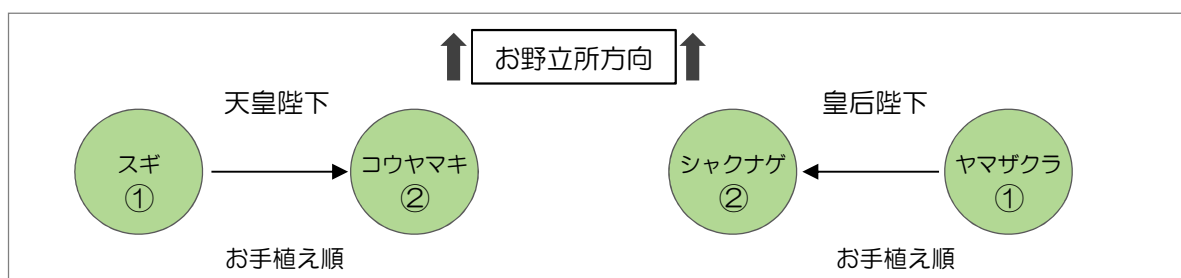 お野立所方向
天皇陛下
皇后陛下
スギ
①
コウヤマキ
②
シャクナゲ
②
ヤマザクラ
①
お手植え順
お手植え順